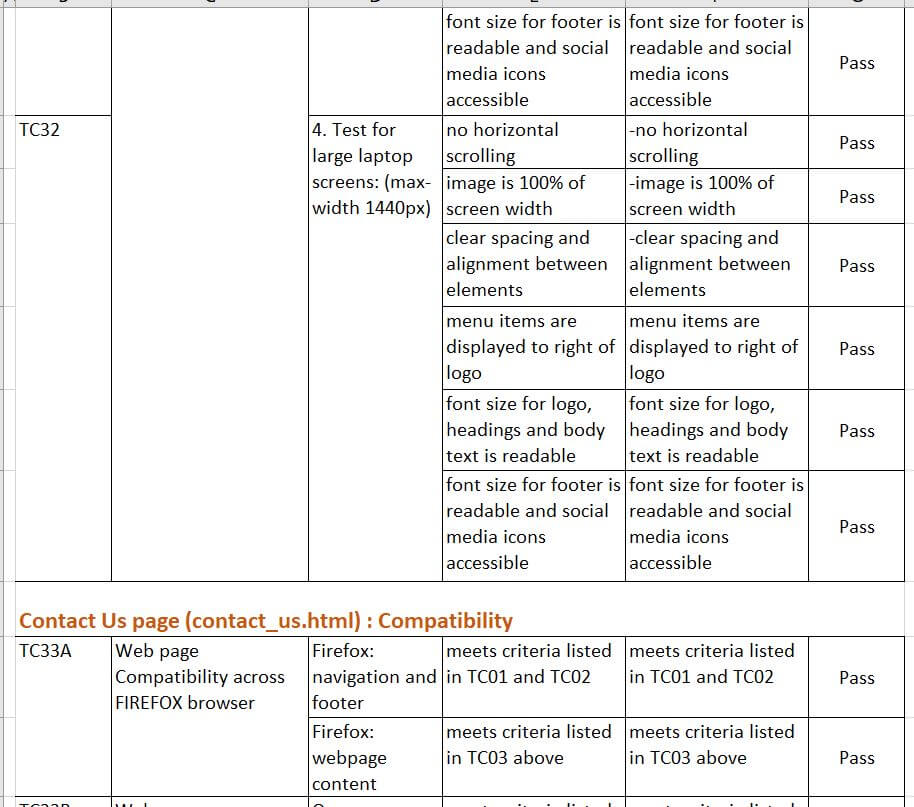 font size for footer is font size for footer is
readable and social readable and social
media icons media icons
accessible accessible
Pass
TC32
4. Test for
large laptop
screens: (max-
width 1440px)
no horizontal
scrolling
-no horizontal
scrolling
Pass
image is 100% of
screen width
-image is 100% of
screen width
Pass
clear spacing and
alignment between
elements
-clear spacing and
alignment between
elements
Pass
menu items are
displayed to right of
logo
menu items are
displayed to right of
logo
Pass
font size for logo,
headings and body
text is readable
font size for logo,
headings and body
text is readable
Pass
font size for footer is
readable and social
media icons
accessible
font size for footer is
readable and social
media icons
accessible
Pass
Contact Us page (contact_us.html) : Compatibility
TC33A
Web page
Compatibility across
FIREFOX browser
Firefox:
navigation and
footer
meets criteria listed
in TC01 and TC02
meets criteria listed
in TC01 and TC02
Pass
Firefox:
webpage
content
meets criteria listed
in TC03 above
meets criteria listed
in TC03 above
Pass